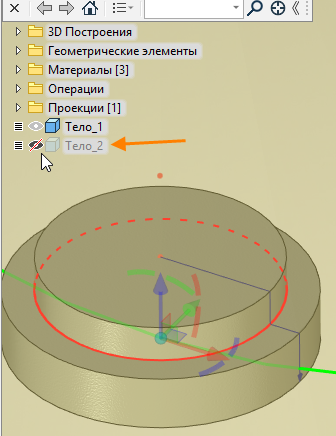 3D Построения
Геометрические элементы
Материалы [3]
Операции
Проекции [1]
Тело_1
Тело_2